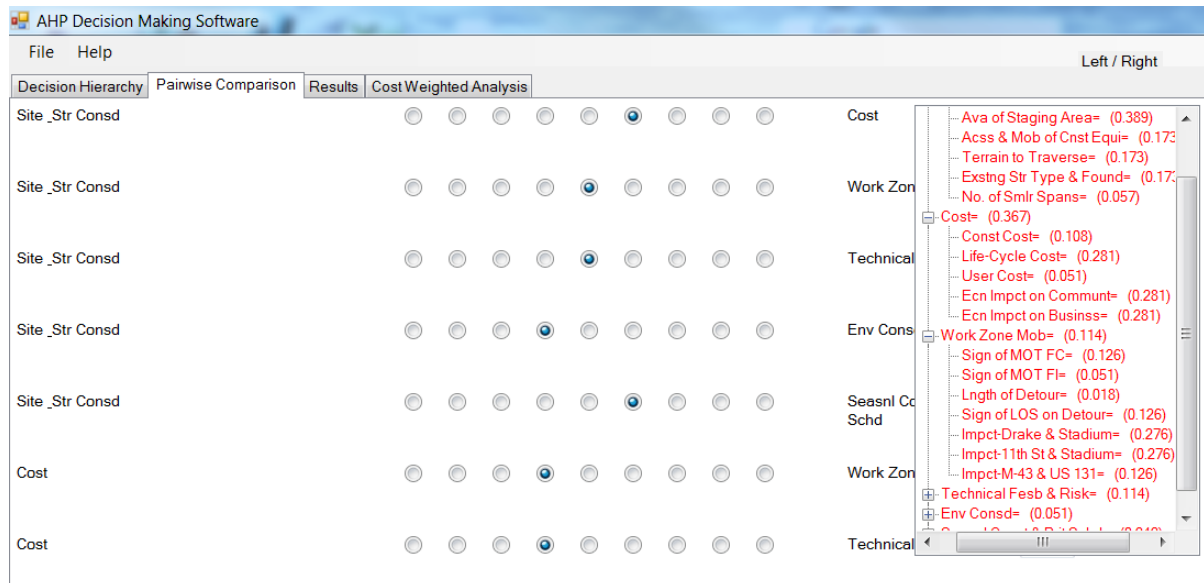 AHP Decision Making Software
File Help
Left / Right
Decision Hierarchy Pairwise Comparison Results Cost Weighted Analysis
Site _Str Consd Cost
Site _Str Consd Work Zon
Site _Str Consd Technical
Site _Str Consd Env Cons
Site _Str Consd Seasnl Co
Schd
Cost Work Zon
Cost Technical
Ava of Staging Area= (0.389)
Acss & Mob of Cnst Equi= (0.173
Terrain to Traverse= (0.173)
Exstng Str Type & Found= (0.173
No. of Smlr Spans= (0.057)
Cost= (0.367)
Const Cost= (0.108)
Life-Cycle Cost= (0.281)
User Cost= (0.051)
Ecn Impct on Communt= (0.281)
Ecn Impct on Businss= (0.281)
Work Zone Mob= (0.114)
Sign of MOT FC= (0.126)
Sign of MOT FI= (0.051)
Lngth of Detour= (0.018)
Sign of LOS on Detour= (0.126)
Impct-Drake & Stadium= (0.276)
Impct-11th St & Stadium= (0.276)
Impct-M-43 & US 131= (0.126)
Technical Fesb & Risk= (0.114)
Env Consd= (0.051)